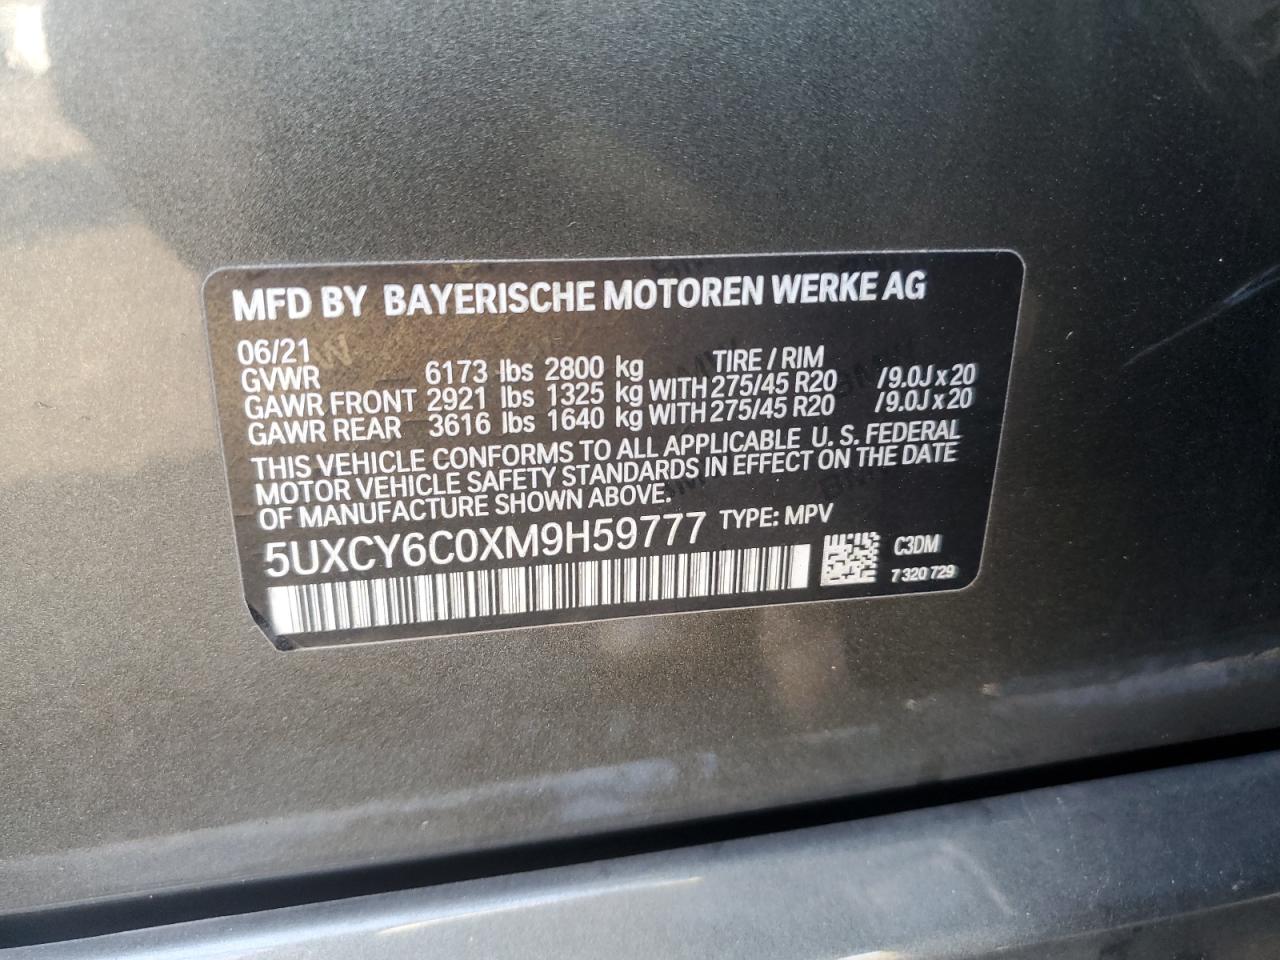 MFD BY BAYERISCHE MOTOREN WERKE AG
06/21 TIRE / RIM
GVWR 6173 lbs 2800 kg
GAWR FRONT 2921 lbs 1325 kg WITH 275/45 R20 /9.0J x 20
GAWR REAR 3616 lbs 1640 kg WITH 275/45 R20 /9.0J x 20
THIS VEHICLE CONFORMS TO ALL APPLICABLE U. S. FEDERAL
MOTOR VEHICLE SAFETY STANDARDS IN EFFECT ON THE DATE
OF MANUFACTURE SHOWN ABOVE.
5UXCY6C0XM9H59777 TYPE: MPV
C3DM
7 320 729